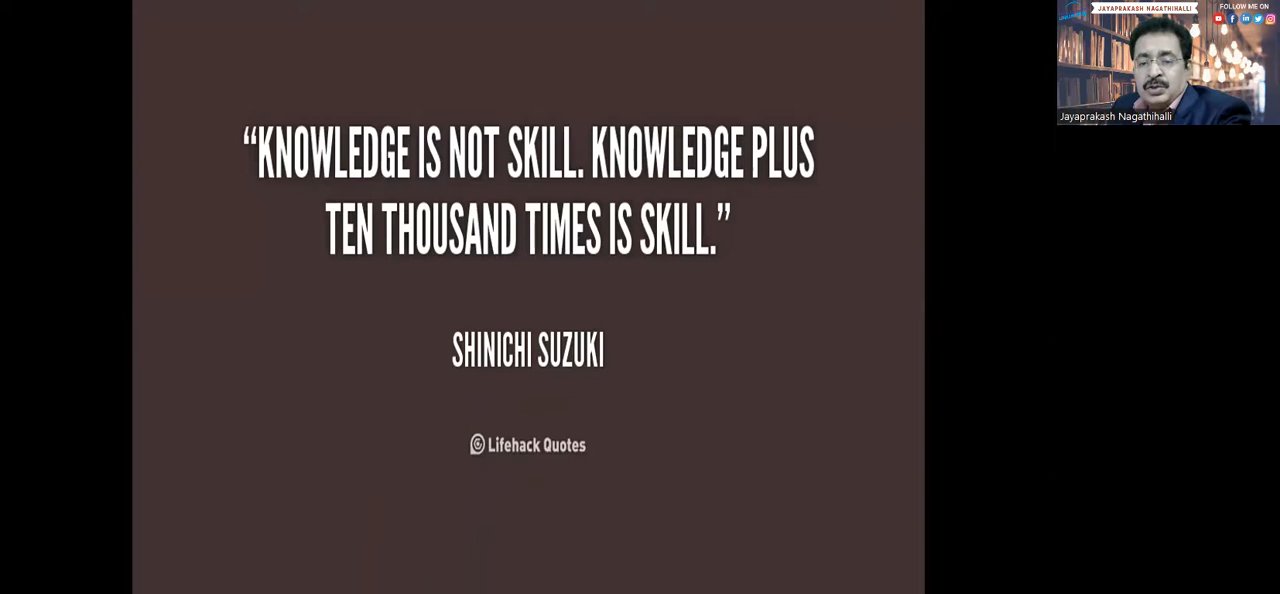 “KNOWLEDGE IS NOT SKILL. KNOWLEDGE PLUS
TEN THOUSAND TIMES IS SKILL.”
SHINICHI SUZUKI
Lifehack Quotes
JAYAPRAKASH NAGATHIHALLI
FOLLOW ME ON
Jayaprakash Nagathihalli